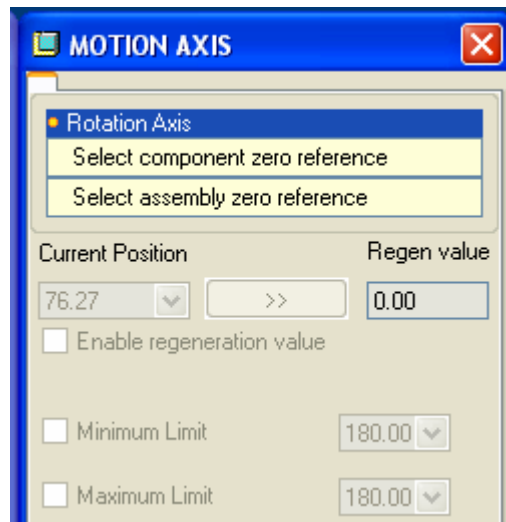 MOTION AXIS
Rotation Axis
Select component zero reference
Select assembly zero reference
Current Position Regen value
76.27 >> 0.00
Enable regeneration value
Minimum Limit 180.00
Maximum Limit 180.00